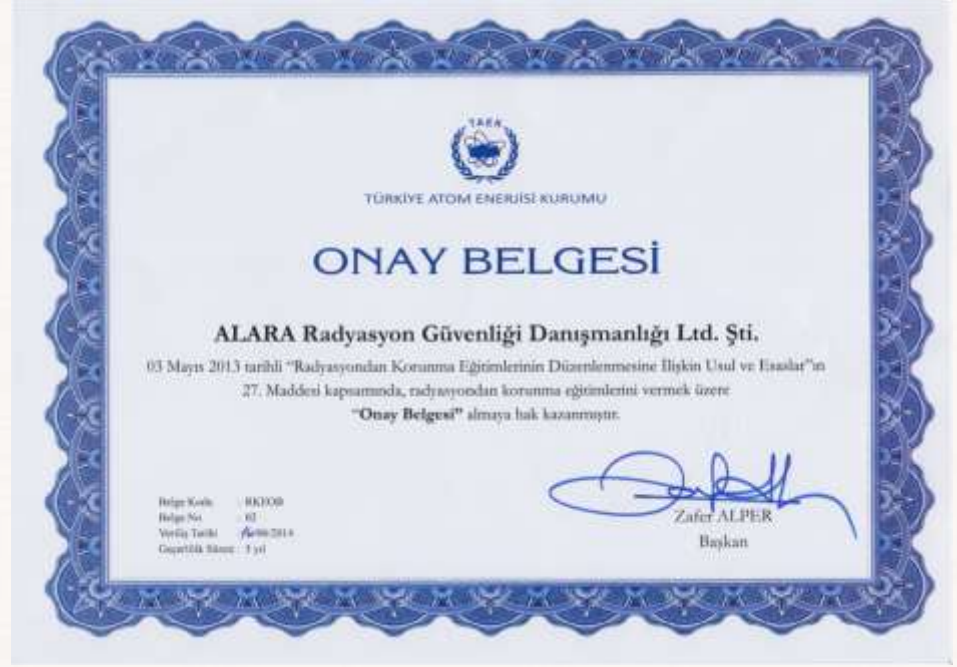 TAEK
TÜRKİYE ATOM ENERJİSİ KURUMU
ONAY BELGESİ
ALARA Radyasyon Güvenliği Danışmanlığı Ltd. Şti.
03 Mayıs 2013 tarihli “Radyasyondan Korunma Eğitimlerinin Düzenlenmesine İlişkin Usul ve Esaslar”ın
27. Maddesi kapsamında, radyasyondan korunma eğitimlerini vermek üzere
“Onay Belgesi” almaya hak kazanmıştır.
Belge Kodu : RKEOB
Belge No : 02
Veriliş Tarihi
Geçerlilik Süresi :
Zafer ALPER
Başkan